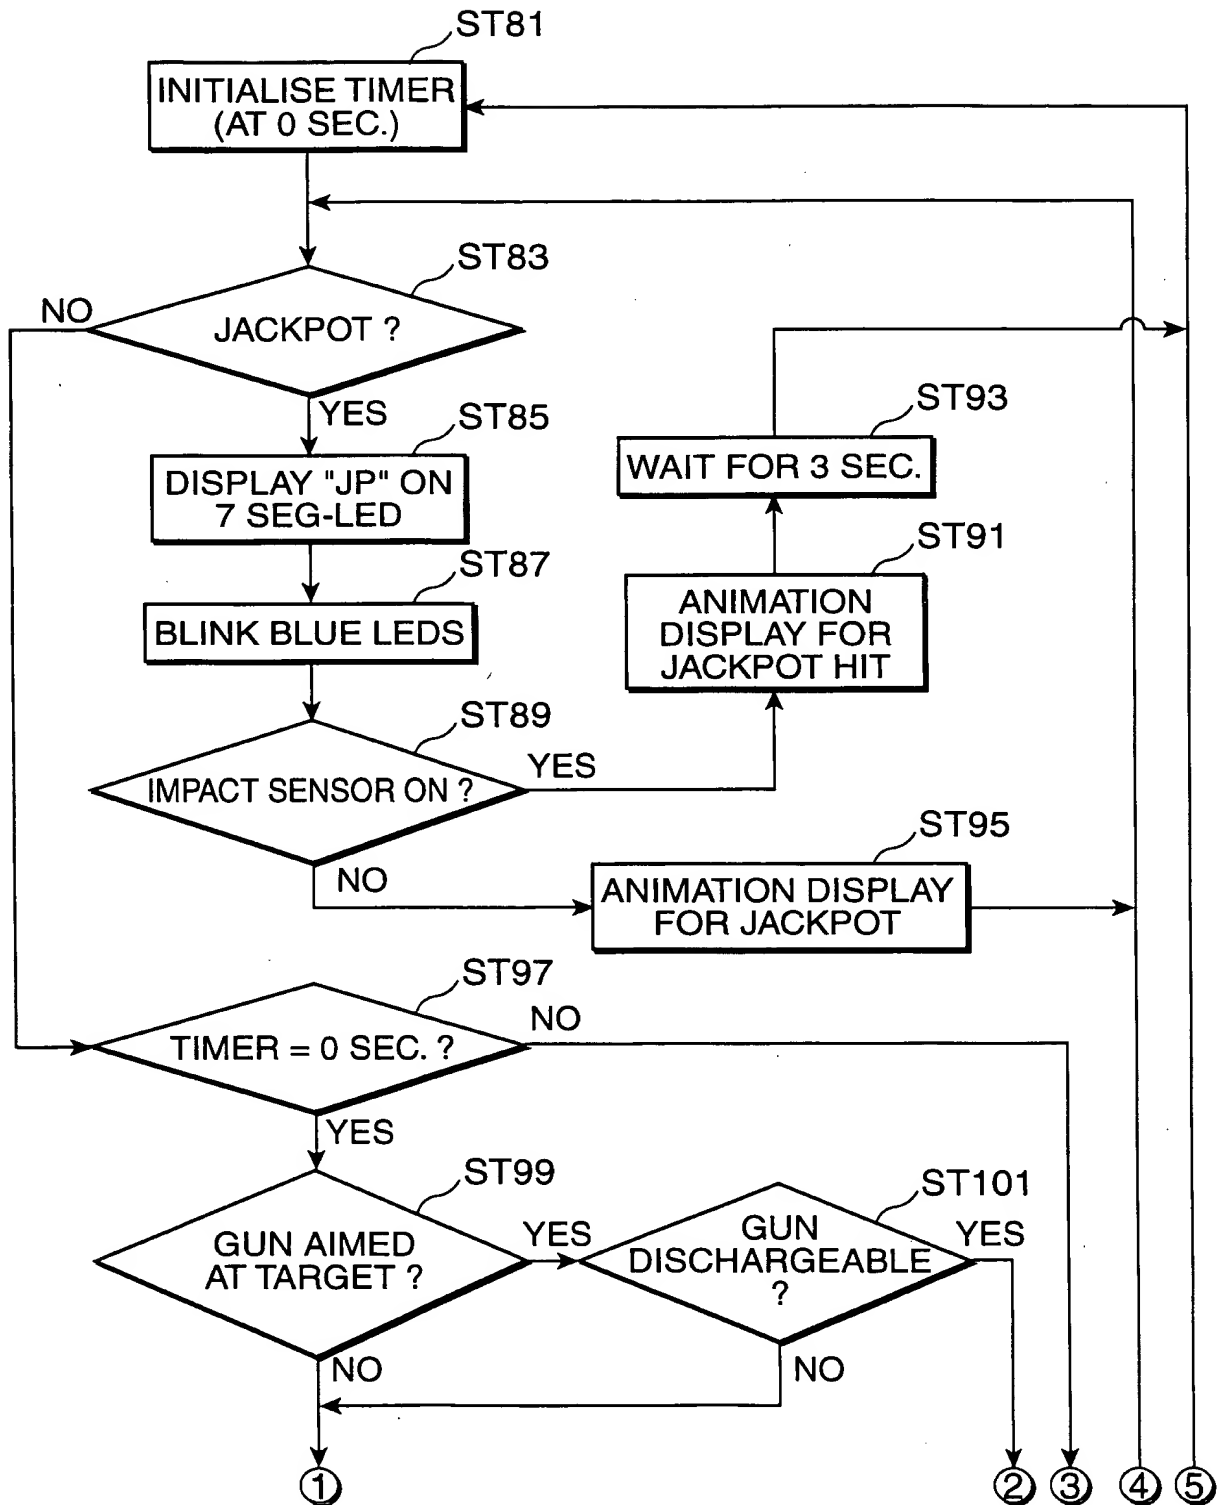 ST81
INITIALISE TIMER
(AT 0 SEC.)
ST83
NO
JACKPOT ?
YES
ST85
DISPLAY "JP" ON
7 SEG-LED
ST93
WAIT FOR 3 SEC.
ST87
BLINK BLUE LEDS
ST91
ANIMATION
DISPLAY FOR
JACKPOT HIT
ST89
IMPACT SENSOR ON ?
YES
NO
ST95
ANIMATION DISPLAY
FOR JACKPOT
ST97
TIMER = 0 SEC. ?
NO
YES
ST99
GUN AIMED
AT TARGET ?
YES
NO
ST101
GUN
DISCHARGEABLE
?
YES
NO
1
2
3
4
5